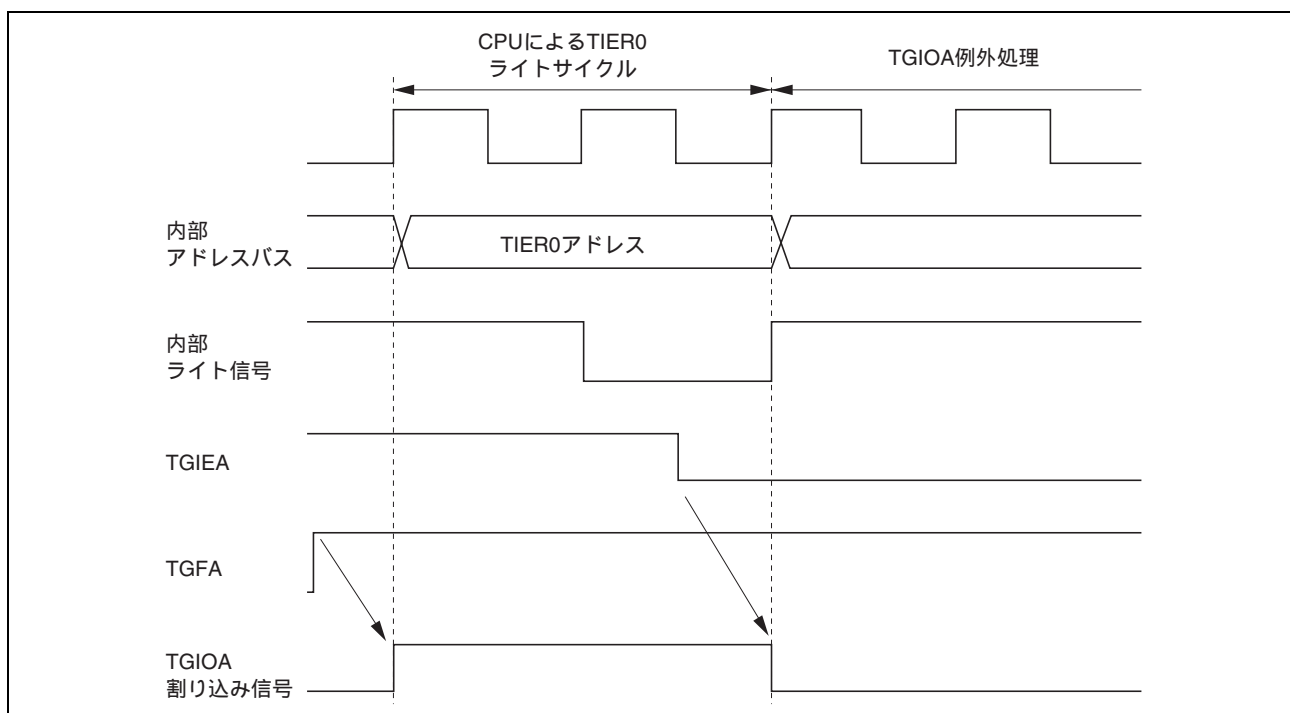 CPUによるTIER0
ライトサイクル
TGIOA例外処理
内部
アドレスバス
TIER0アドレス
内部
ライト信号
TGIEA
TGFA
TGIOA
割り込み信号